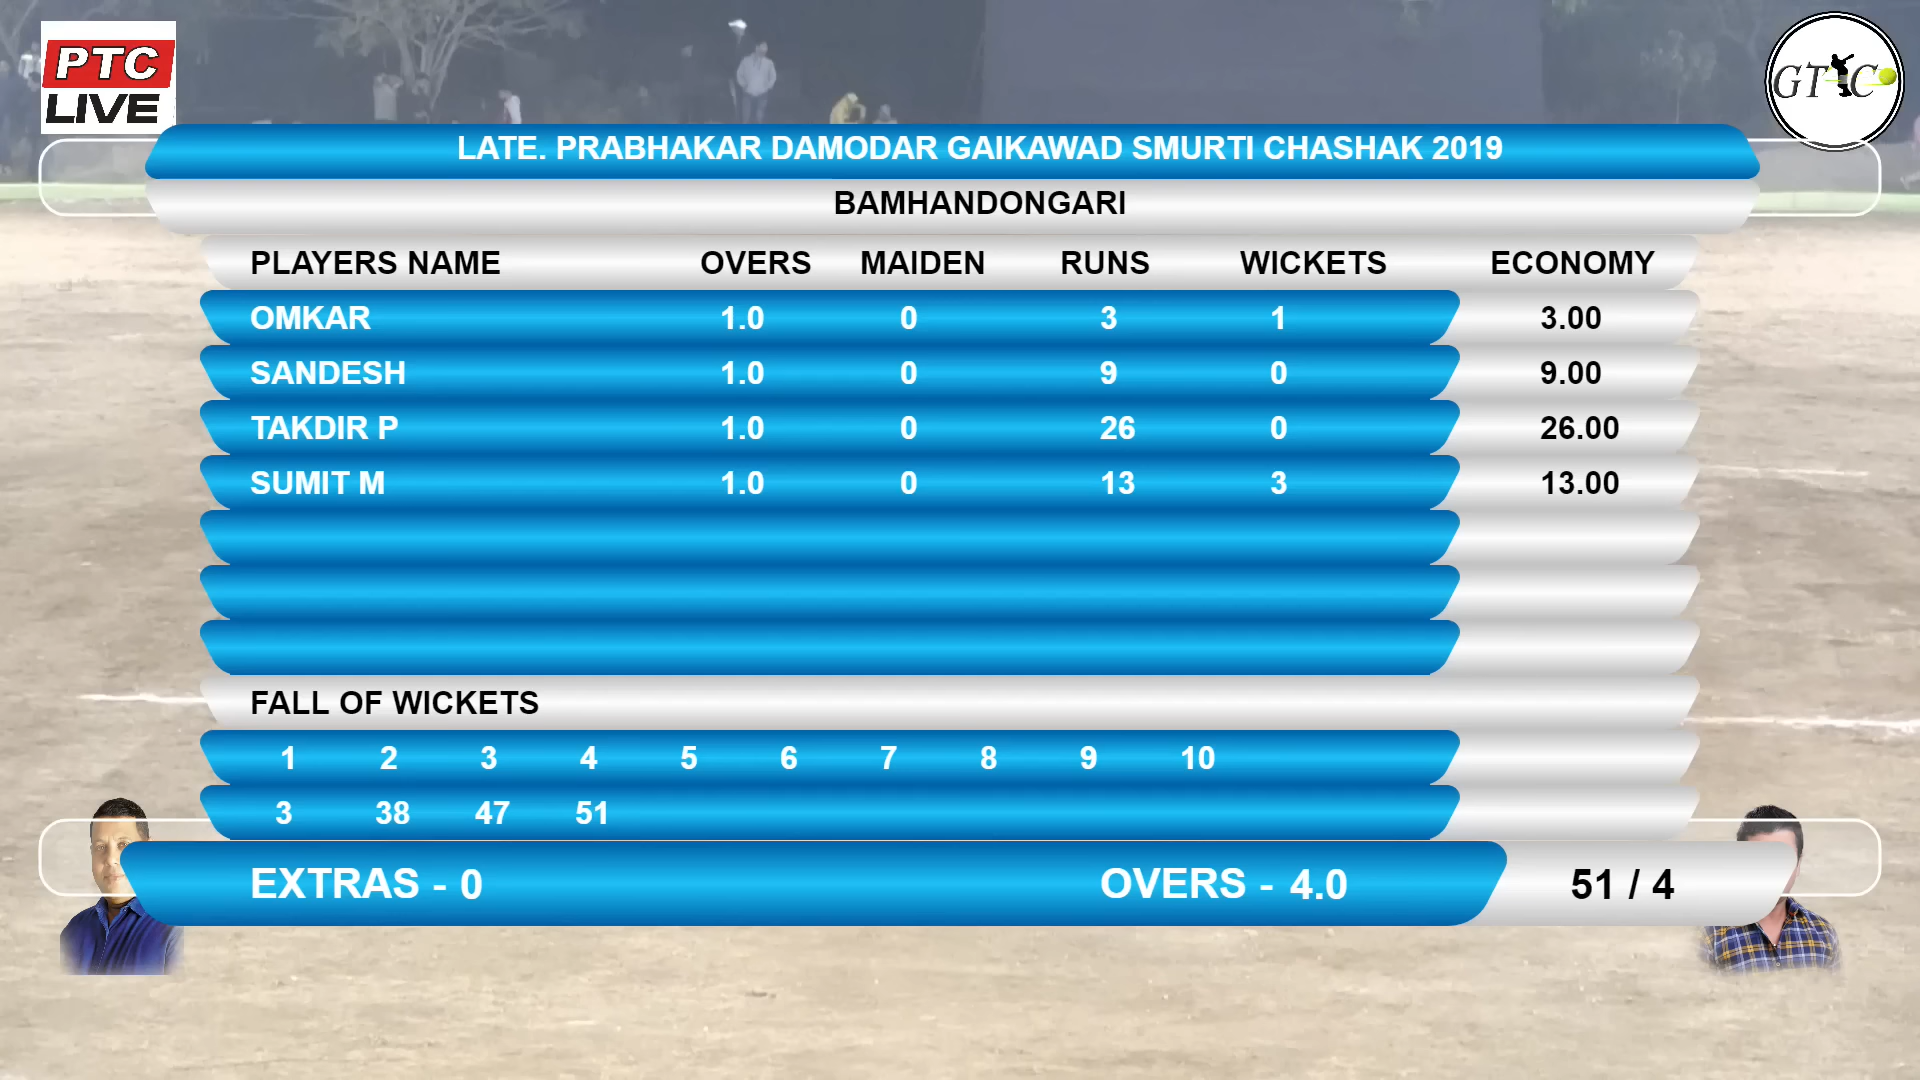 PTC
LIVE
GTCC
LATE. PRABHAKAR DAMODAR GAIKAWAD SMURTI CHASHAK 2019
BAMHANDONGARI
PLAYERS NAME OVERS MAIDEN RUNS WICKETS ECONOMY
OMKAR 1.0 0 3 1 3.00
SANDESH 1.0 0 9 0 9.00
TAKDIR P 1.0 0 26 0 26.00
SUMIT M 1.0 0 13 3 13.00
FALL OF WICKETS
1 2 3 4 5 6 7 8 9 10
3 38 47 51
EXTRAS - 0 OVERS - 4.0 51 / 4